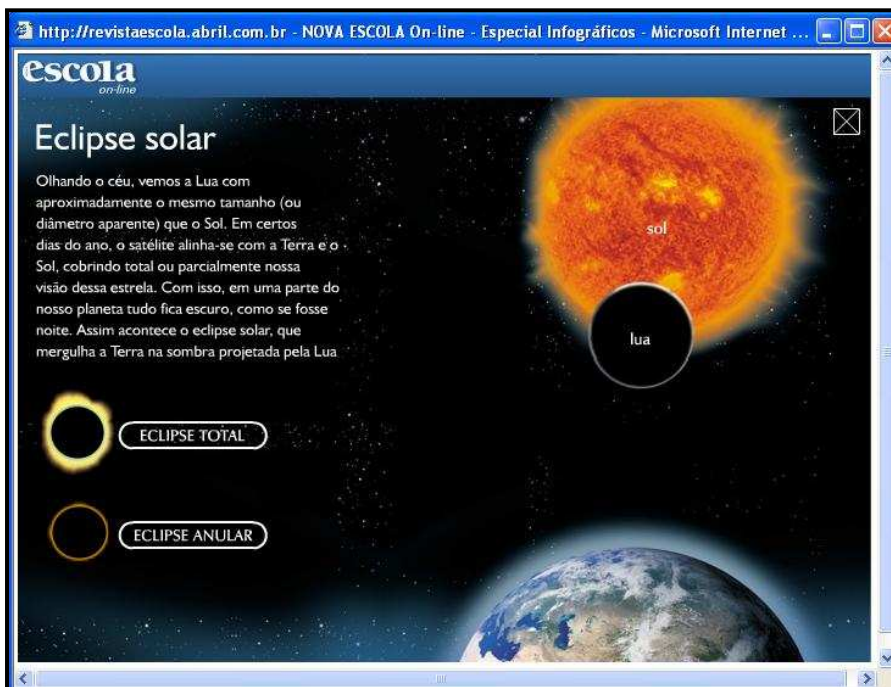 http://revistaescola.abril.com.br - NOVA ESCOLA On-line - Especial Infográficos - Microsoft Internet ...
escola
on-line
Eclipse solar
Olhando o céu, vemos a Lua com
aproximadamente o mesmo tamanho (ou
diâmetro aparente) que o Sol. Em certos
dias do ano, o satélite alinha-se com a Terra e o
Sol, cobrindo total ou parcialmente nossa
visão dessa estrela. Com isso, em uma parte do
nosso planeta tudo fica escuro, como se fosse
noite. Assim acontece o eclipse solar, que
mergulha a Terra na sombra projetada pela Lua
sol
lua
ECLIPSE TOTAL
ECLIPSE ANULAR